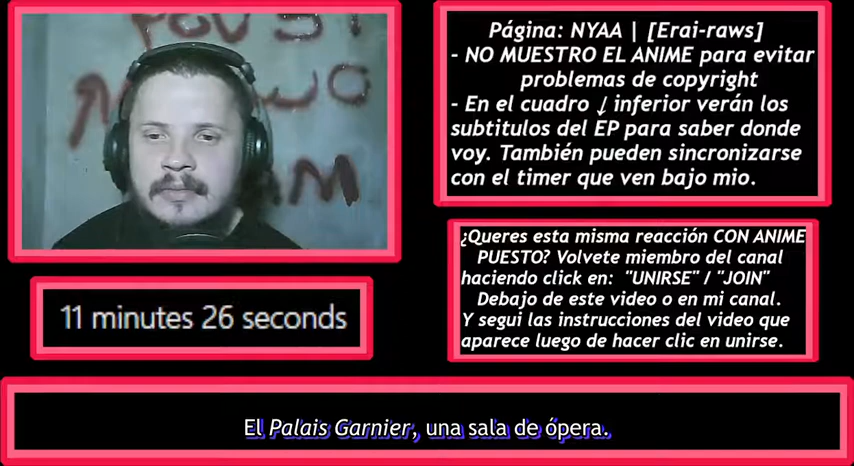 POV 51
MAMO
AM
Página: NYAA | [Erai-raws]
- NO MUESTRO EL ANIME para evitar
problemas de copyright
- En el cuadro ↓ inferior verán los
subtitulos del EP para saber donde
voy. También pueden sincronizarse
con el timer que ven bajo mio.
¿Queres esta misma reacción CON ANIME
PUESTO? Volvete miembro del canal
haciendo click en: "UNIRSE" / "JOIN"
Debajo de este video o en mi canal.
Y segui las instrucciones del video que
aparece luego de hacer clic en unirse.
11 minutes 26 seconds
El Palais Garnier, una sala de ópera.